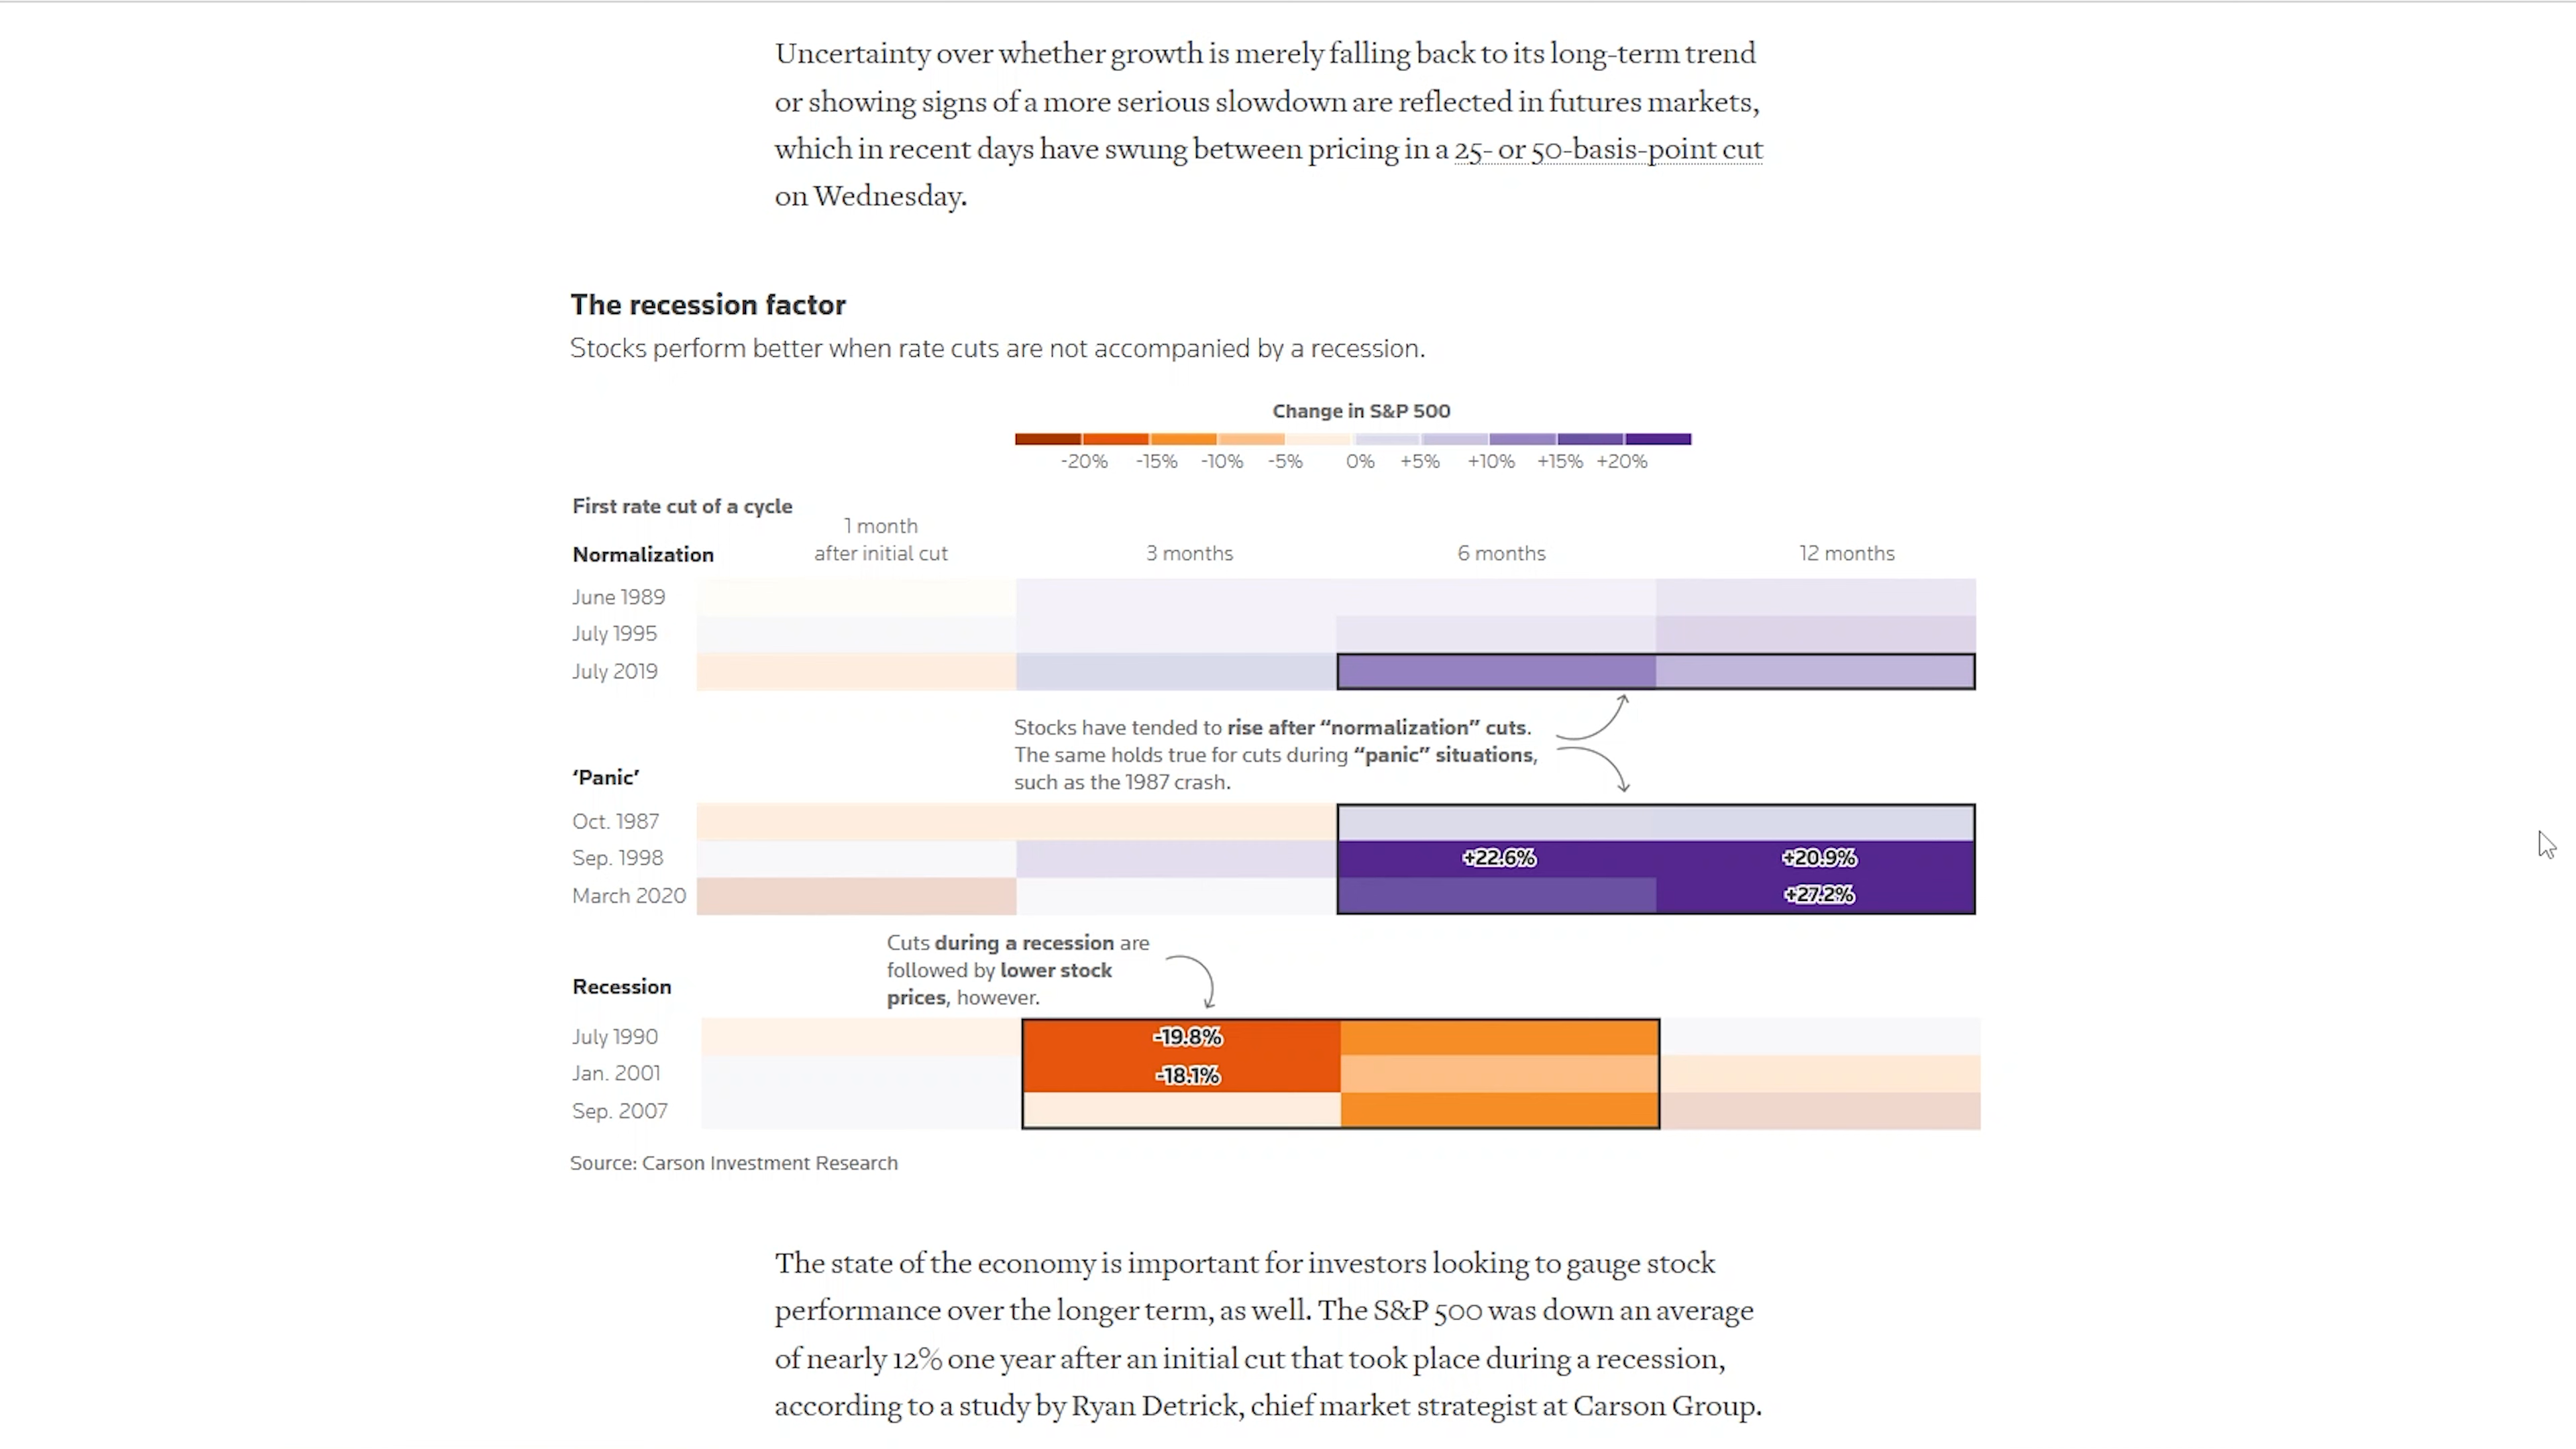 Uncertainty over whether growth is merely falling back to its long-term trend
or showing signs of a more serious slowdown are reflected in futures markets,
which in recent days have swung between pricing in a 25- or 50-basis-point cut
on Wednesday.
The recession factor
Stocks perform better when rate cuts are not accompanied by a recession.
Change in S&P 500
-20% -15% -10% -5% 0% +5% +10% +15% +20%
First rate cut of a cycle
1 month
Normalization after initial cut 3 months 6 months 12 months
June 1989
July 1995
July 2019
Stocks have tended to rise after “normalization” cuts.
The same holds true for cuts during “panic” situations,
such as the 1987 crash.
‘Panic’
Oct. 1987
Sep. 1998 +22.6% +20.9%
March 2020 +27.2%
Cuts during a recession are
followed by lower stock
prices, however.
Recession
July 1990 -19.8%
Jan. 2001 -18.1%
Sep. 2007
Source: Carson Investment Research
The state of the economy is important for investors looking to gauge stock
performance over the longer term, as well. The S&P 500 was down an average
of nearly 12% one year after an initial cut that took place during a recession,
according to a study by Ryan Detrick, chief market strategist at Carson Group.